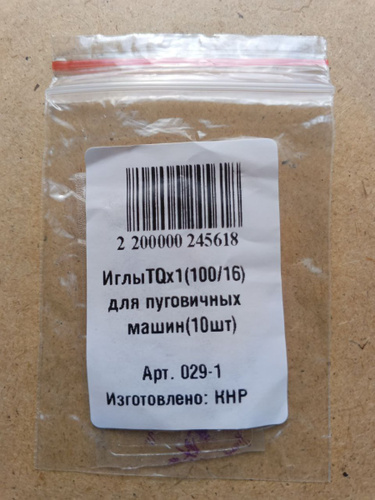 2 200000 245618
ИглыTQx1(100/16)
для пуговичных
машин(10шт)
Арт. 029-1
Изготовлено: КНР